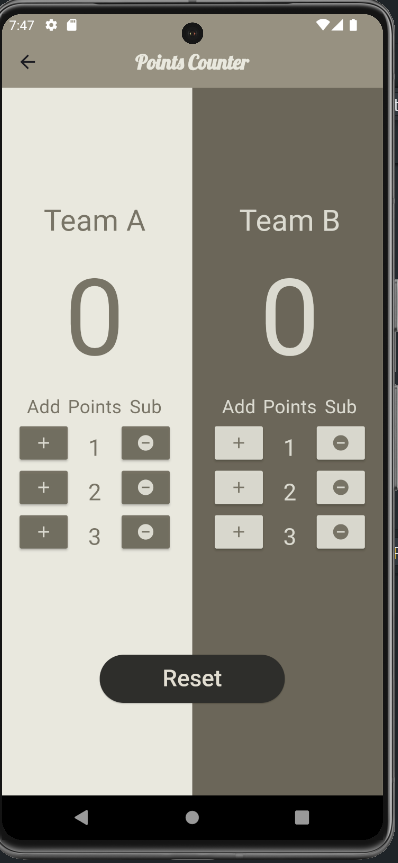 7:47
Points Counter
Team A Team B
0 0
Add Points Sub Add Points Sub
+ 1 - + 1 -
+ 2 - + 2 -
+ 3 - + 3 -
Reset